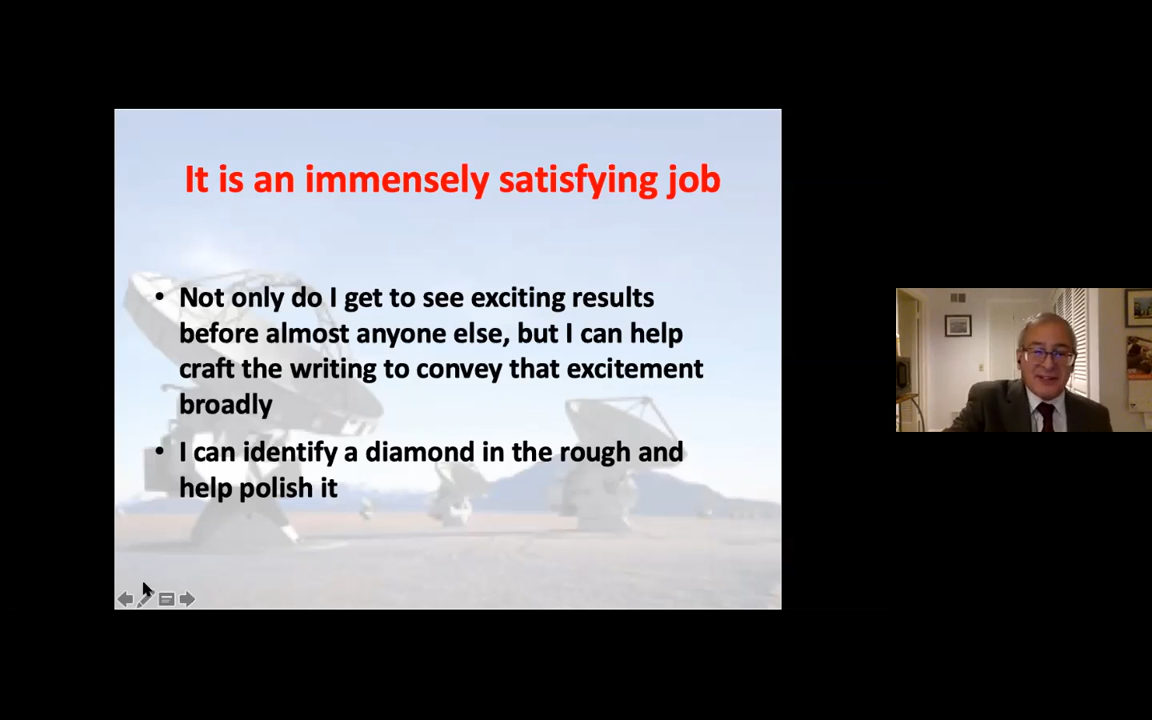 It is an immensely satisfying job
• Not only do I get to see exciting results
before almost anyone else, but I can help
craft the writing to convey that excitement
broadly
• I can identify a diamond in the rough and
help polish it